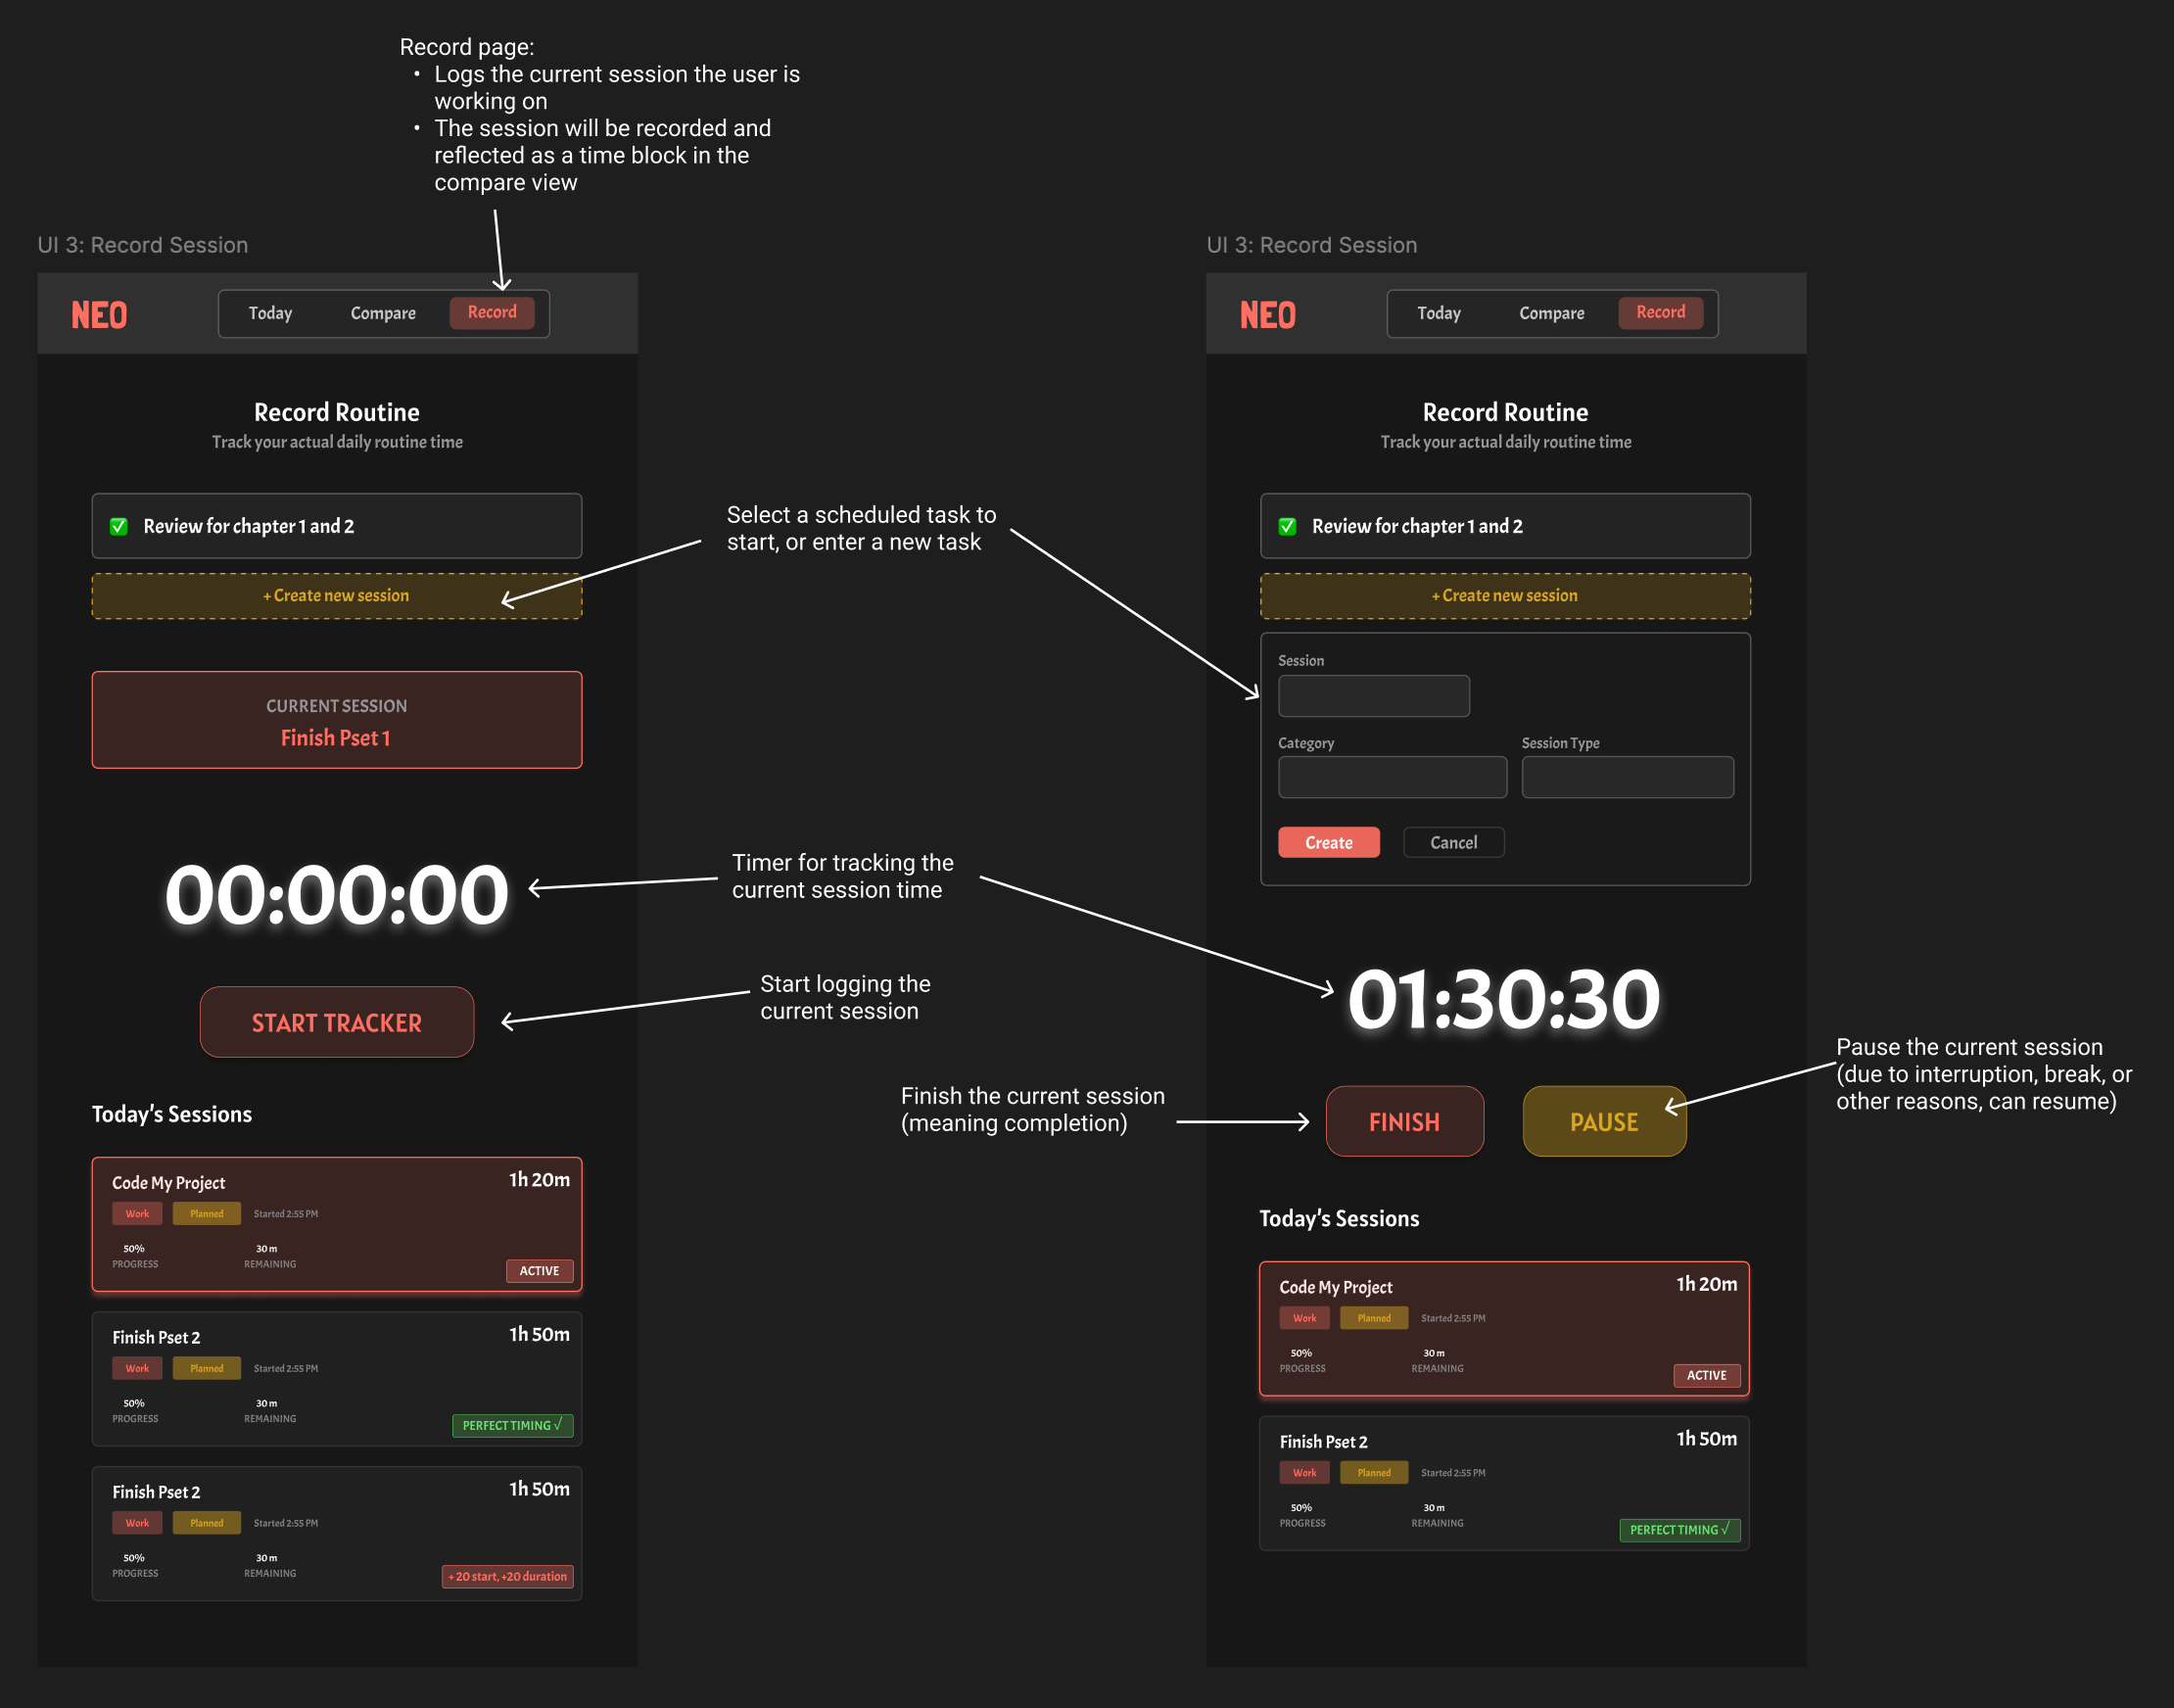 Record page:
• Logs the current session the user is
working on
• The session will be recorded and
reflected as a time block in the
compare view
UI 3: Record Session
NEO
Today
Compare
Record
Record Routine
Track your actual daily routine time
✅ Review for chapter 1 and 2
+ Create new session
CURRENT SESSION
Finish Pset 1
00:00:00
START TRACKER
Today's Sessions
Code My Project
1h 20m
Work
Planned
Started 2:55 PM
50%
PROGRESS
30 m
REMAINING
ACTIVE
Finish Pset 2
1h 50m
Work
Planned
Started 2:55 PM
50%
PROGRESS
30 m
REMAINING
PERFECT TIMING √
Finish Pset 2
1h 50m
Work
Planned
Started 2:55 PM
50%
PROGRESS
30 m
REMAINING
+ 20 start, +20 duration
Select a scheduled task to
start, or enter a new task
Timer for tracking the
current session time
Start logging the
current session
Finish the current session
(meaning completion)
UI 3: Record Session
NEO
Today
Compare
Record
Record Routine
Track your actual daily routine time
✅ Review for chapter 1 and 2
+ Create new session
Session
Category
Session Type
Create
Cancel
01:30:30
FINISH
PAUSE
Today's Sessions
Code My Project
1h 20m
Work
Planned
Started 2:55 PM
50%
PROGRESS
30 m
REMAINING
ACTIVE
Finish Pset 2
1h 50m
Work
Planned
Started 2:55 PM
50%
PROGRESS
30 m
REMAINING
PERFECT TIMING √
Pause the current session
(due to interruption, break, or
other reasons, can resume)